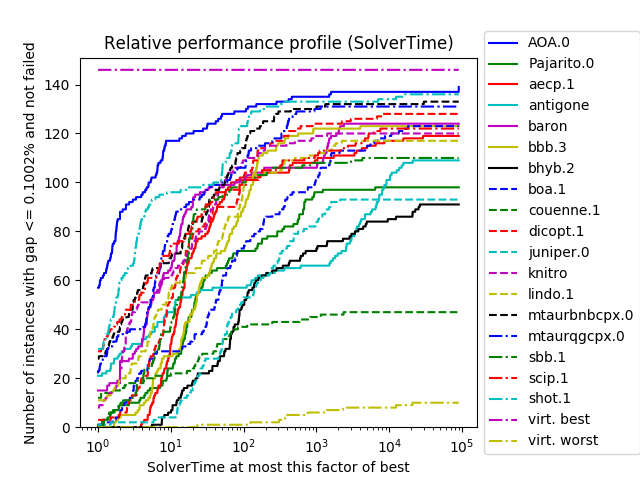 Relative performance profile (SolverTime)
Number of instances with gap <= 0.1002% and not failed
140
120
100
80
60
40
20
0
10^0
10^1
10^2
10^3
10^4
10^5
SolverTime at most this factor of best
AOA.0
Pajarito.0
aecp.1
antigone
baron
bbb.3
bhyb.2
boa.1
couenne.1
dicopt.1
juniper.0
knitro
lindo.1
mtaurbnbcpx.0
mtaurqgcpx.0
sbb.1
scip.1
shot.1
virt. best
virt. worst